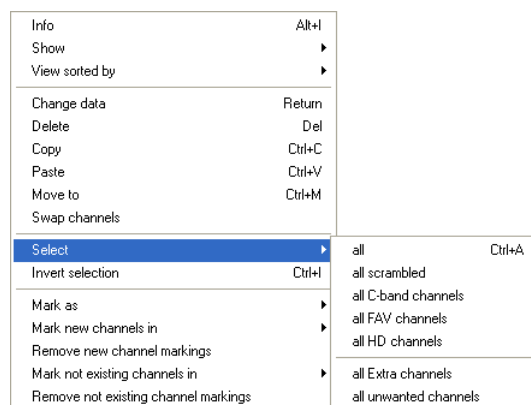 Info Alt+I
Show
View sorted by
Change data Return
Delete Del
Copy Ctrl+C
Paste Ctrl+V
Move to Ctrl+M
Swap channels
Select
Invert selection Ctrl+I
Mark as
Mark new channels in
Remove new channel markings
Mark not existing channels in
Remove not existing channel markings
all Ctrl+A
all scrambled
all C-band channels
all FAV channels
all HD channels
all Extra channels
all unwanted channels